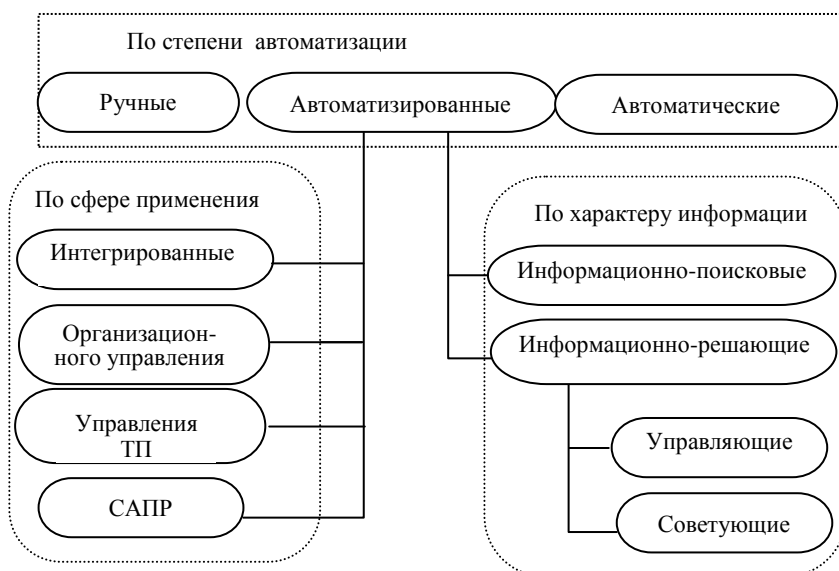 По степени автоматизации
Ручные
Автоматизированные
Автоматические
По сфере применения
Интегрированные
Организацион-
ного управления
Управления
ТП
САПР
По характеру информации
Информационно-поисковые
Информационно-решающие
Управляющие
Советующие